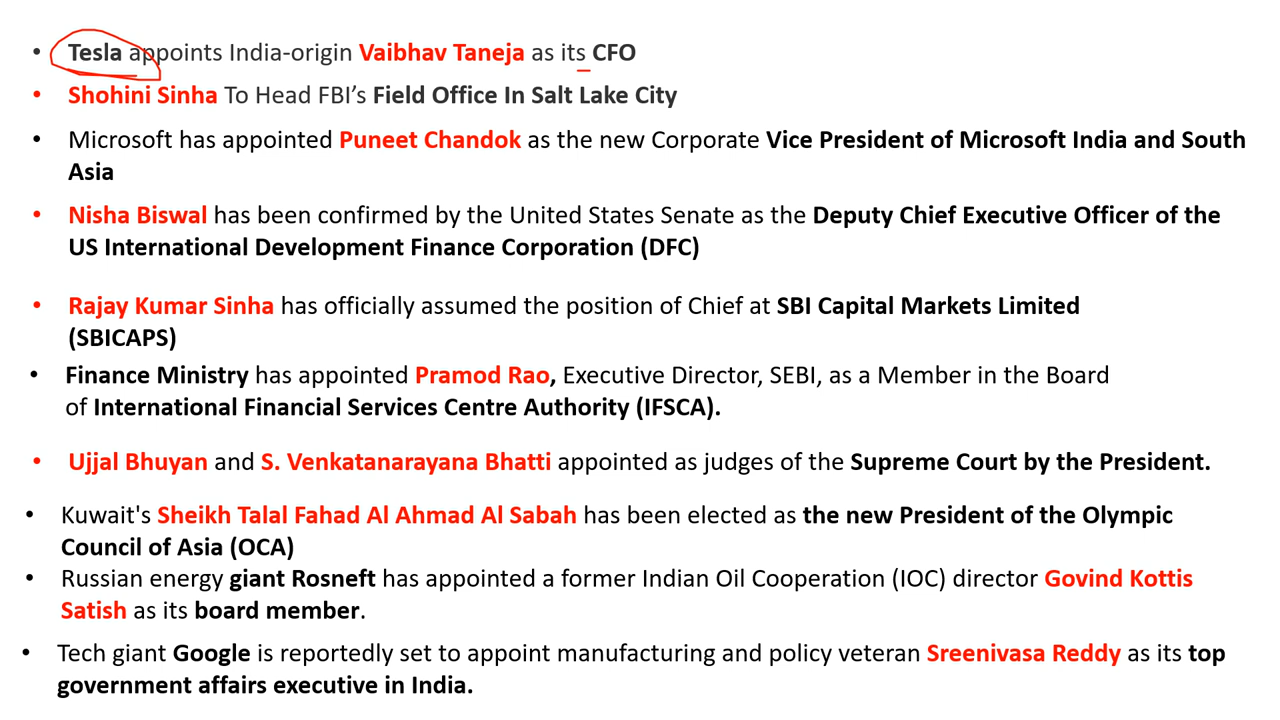 • Tesla appoints India-origin Vaibhav Taneja as its CFO
• Shohini Sinha To Head FBI’s Field Office In Salt Lake City
• Microsoft has appointed Puneet Chandok as the new Corporate Vice President of Microsoft India and South
Asia
• Nisha Biswal has been confirmed by the United States Senate as the Deputy Chief Executive Officer of the
US International Development Finance Corporation (DFC)
• Rajay Kumar Sinha has officially assumed the position of Chief at SBI Capital Markets Limited
(SBICAPS)
• Finance Ministry has appointed Pramod Rao, Executive Director, SEBI, as a Member in the Board
of International Financial Services Centre Authority (IFSCA).
• Ujjal Bhuyan and S. Venkatanarayana Bhatti appointed as judges of the Supreme Court by the President.
• Kuwait's Sheikh Talal Fahad Al Ahmad Al Sabah has been elected as the new President of the Olympic
Council of Asia (OCA)
• Russian energy giant Rosneft has appointed a former Indian Oil Cooperation (IOC) director Govind Kottis
Satish as its board member.
• Tech giant Google is reportedly set to appoint manufacturing and policy veteran Sreenivasa Reddy as its top
government affairs executive in India.